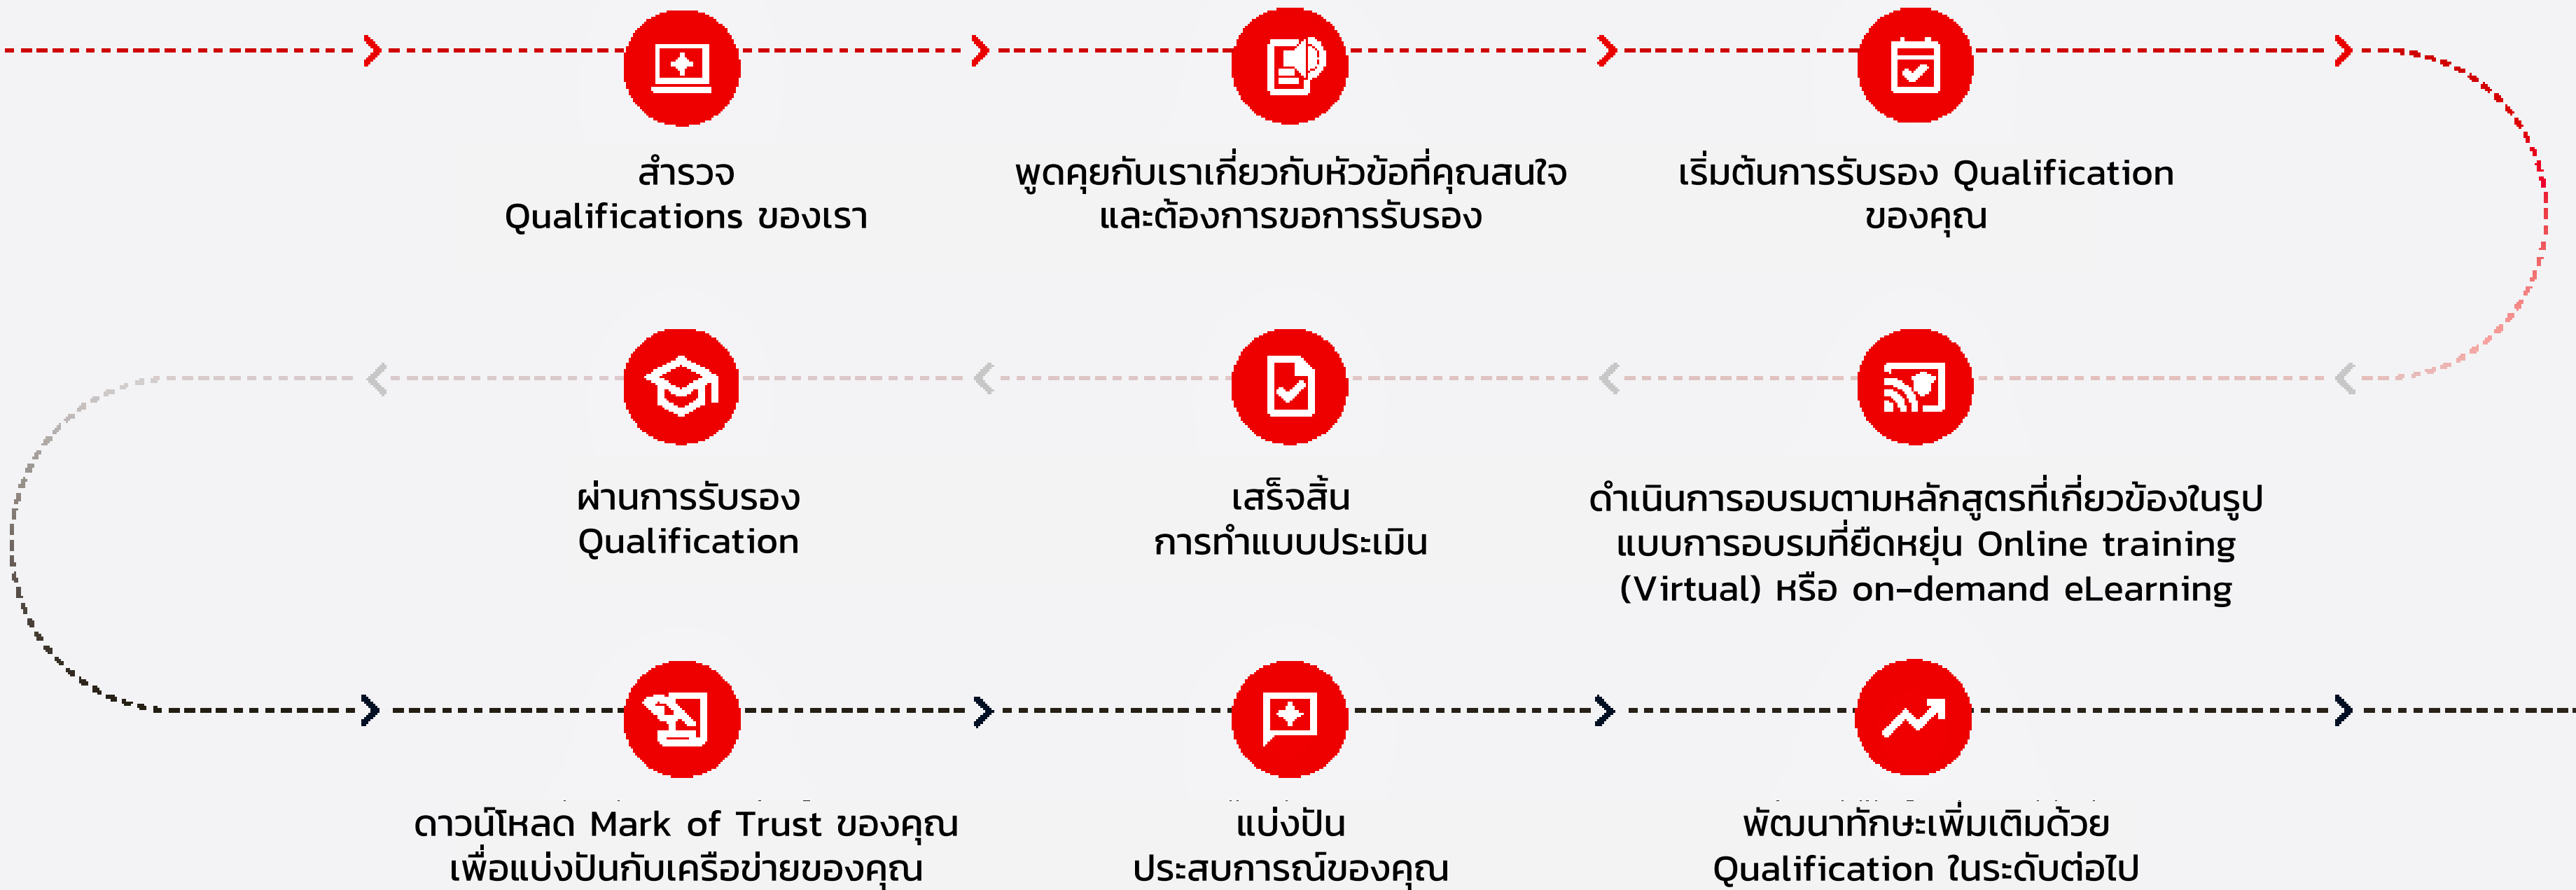 สำรวจ
Qualifications ของเรา
พูดคุยกับเราเกี่ยวกับหัวข้อที่คุณสนใจ
และต้องการขอการรับรอง
เริ่มต้นการรับรอง Qualification
ของคุณ
ดำเนินการอบรมตามหลักสูตรที่เกี่ยวข้องในรูป
แบบการอบรมที่ยืดหยุ่น Online training
(Virtual) หรือ on-demand eLearning
เสร็จสิ้น
การทำแบบประเมิน
ผ่านการรับรอง
Qualification
ดาวน์โหลด Mark of Trust ของคุณ
เพื่อแบ่งปันกับเครือข่ายของคุณ
แบ่งปัน
ประสบการณ์ของคุณ
พัฒนาทักษะเพิ่มเติมด้วย
Qualification ในระดับต่อไป